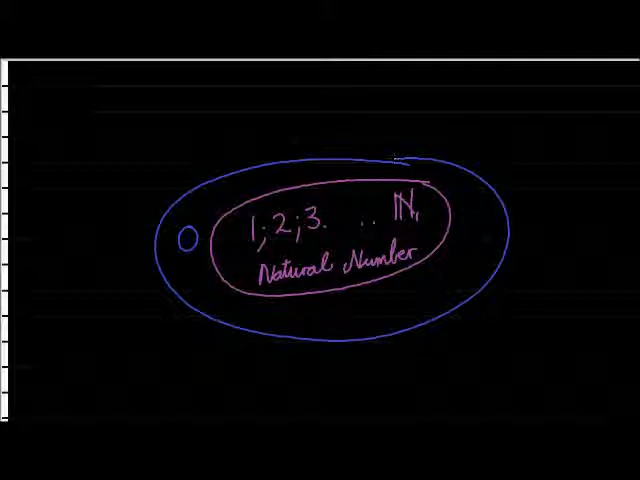 0
1; 2; 3. .. ℕ,
Natural Number